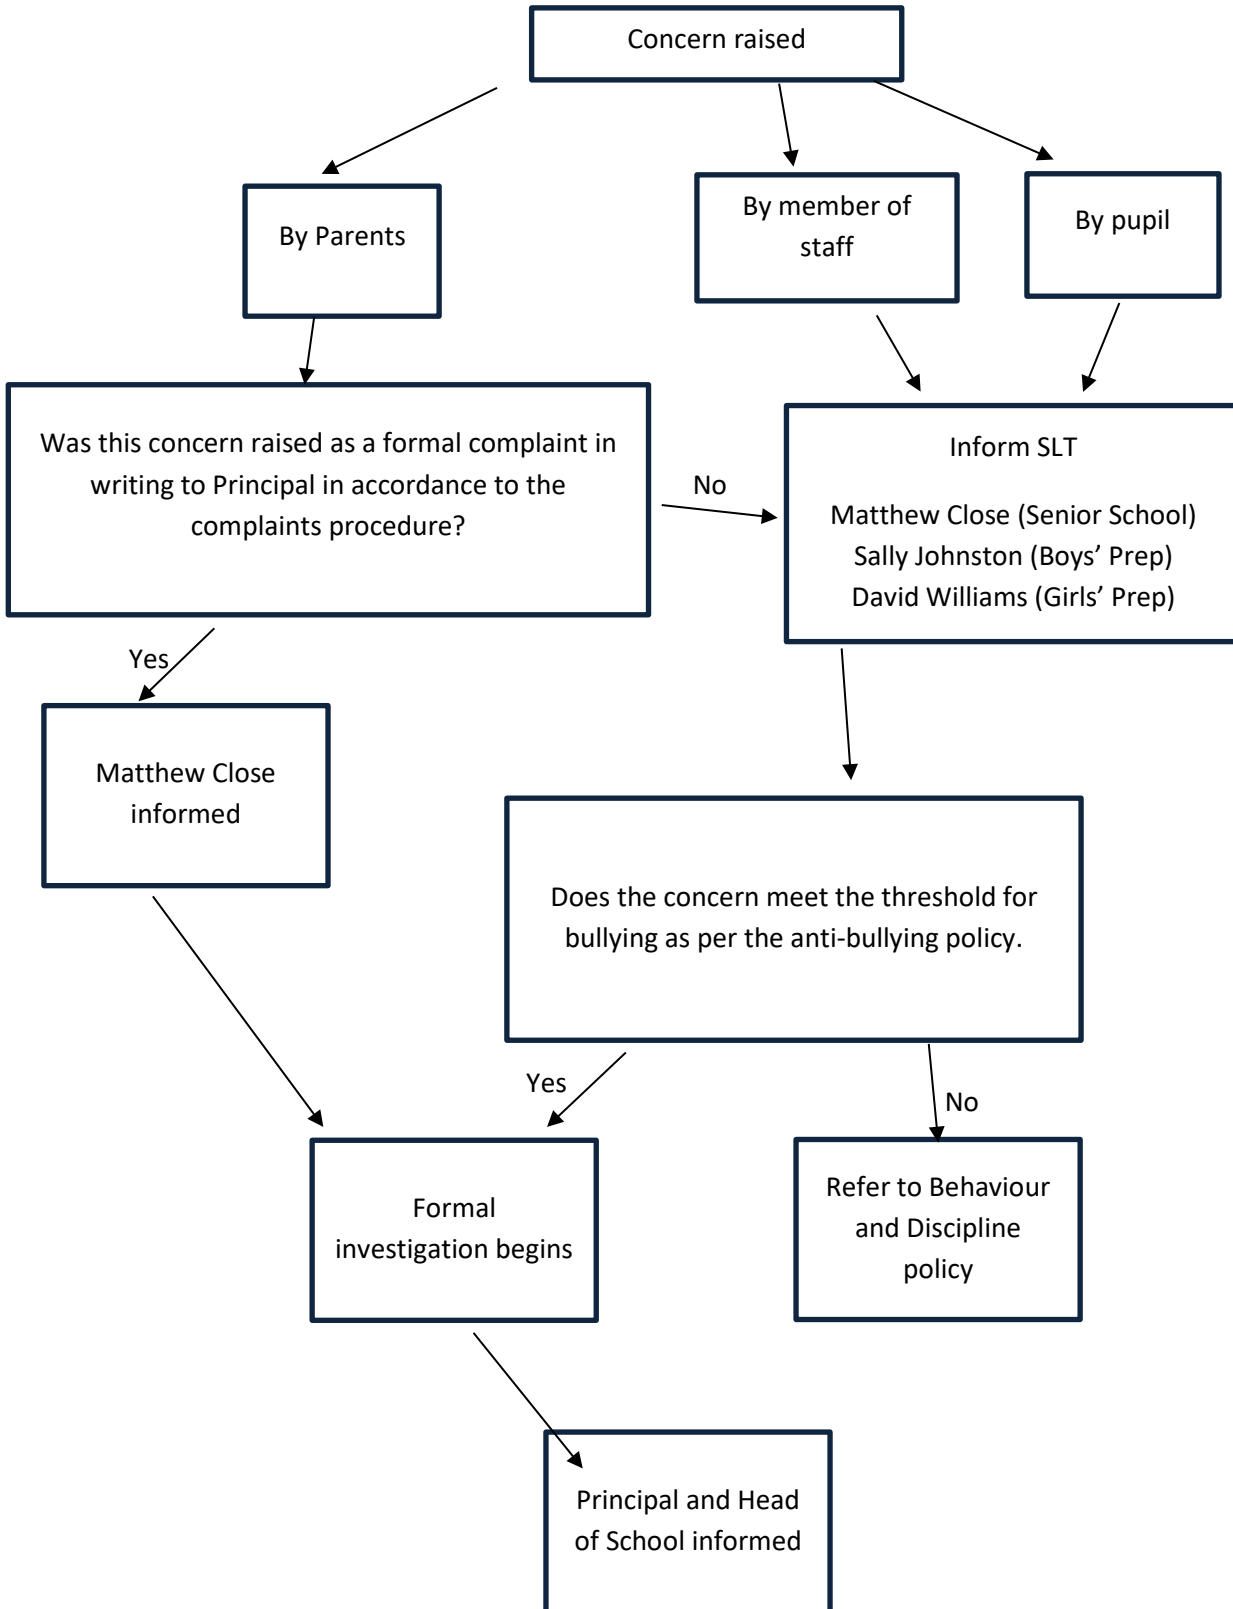 Concern raised
By Parents
By member of
staff
By pupil
Was this concern raised as a formal complaint in
writing to Principal in accordance to the
complaints procedure?
No
Inform SLT
Matthew Close (Senior School)
Sally Johnston (Boys’ Prep)
David Williams (Girls’ Prep)
Yes
Matthew Close
informed
Does the concern meet the threshold for
bullying as per the anti-bullying policy.
Yes
No
Formal
investigation begins
Refer to Behaviour
and Discipline
policy
Principal and Head
of School informed